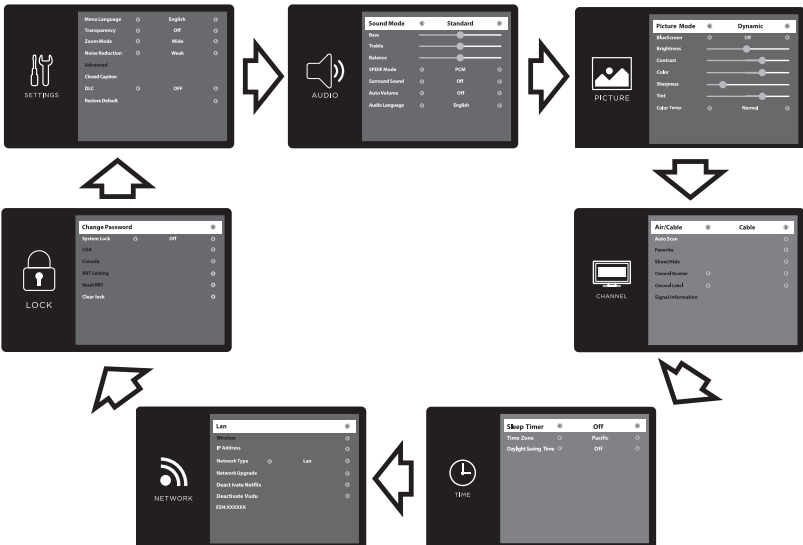 SETTINGS
Menu Language English
Transparency Off
Zoom Mode Wide
Noise Reduction Weak
Advanced
Closed Caption
DLC OFF
Restore Default
AUDIO
Sound Mode Standard
Bass
Treble
Balance
SPDIF Mode PCM
Surround Sound Off
Auto Volume Off
Audio Language English
PICTURE
Picture Mode Dynamic
BlueScreen Off
Brightness
Contrast
Color
Sharpness
Tint
Color Temp. Normal
CHANNEL
Air/Cable Cable
Auto Scan
Favorite
Show/Hide
Channel Number
Channel Label
Signal Information
TIME
Sleep Timer Off
Time Zone Pacific
Daylight Saving Time Off
NETWORK
Lan
Wireless
IP Address
Network Type Lan
Network Upgrade
Deactivate Netflix
Deactivate Vudu
ESN:XXXXXX
LOCK
Change Password
System Lock Off
USA
Canada
RRT Setting
Reset RRT
Clear lock